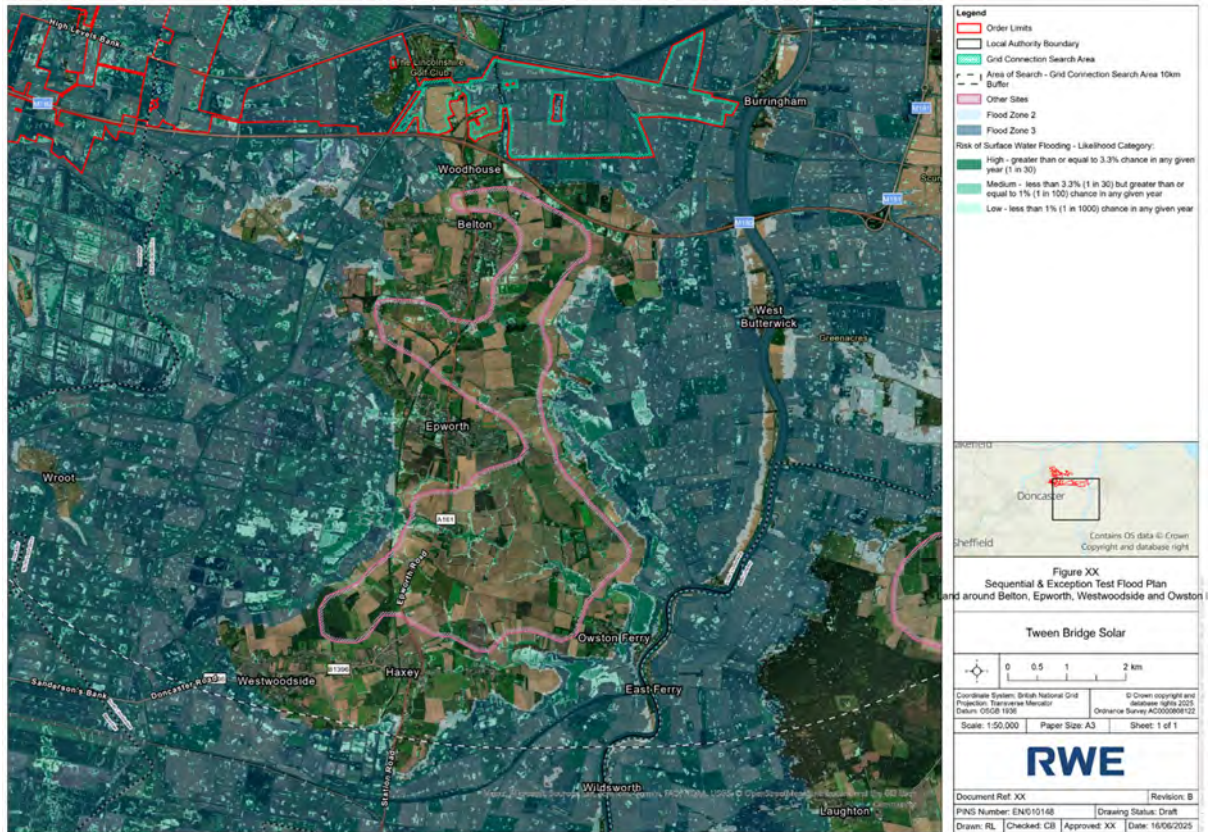 High Levels Bank
The Lincolnshire
Golf Club
M180
Burringham
M181
Woodhouse
Belton
M180
M181
West
Butterwick
Greenacres
Epworth
Wroot
A161
Epworth Road
Owston Ferry
B1396
Haxey
Westwoodside
Doncaster Road
Sanderson's Bank
East Ferry
Station Road
Wildsworth
Laughton
Legend
Order Limits
Local Authority Boundary
Grid Connection Search Area
Area of Search - Grid Connection Search Area 10km
Buffer
Other Sites
Flood Zone 2
Flood Zone 3
Risk of Surface Water Flooding - Likelihood Category:
High - greater than or equal to 3.3% chance in any given
year (1 in 30)
Medium - less than 3.3% (1 in 30) but greater than or
equal to 1% (1 in 100) chance in any given year
Low - less than 1% (1 in 1000) chance in any given year
Doncaster
Sheffield
Contains OS data © Crown
Copyright and database right
Figure XX
Sequential & Exception Test Flood Plan
and around Belton, Epworth, Westwoodside and Owston
Tween Bridge Solar
0 0.5 1 2 km
Coordinate System: British National Grid
Projection: Transverse Mercator
Datum: OSGB 1936
© Crown copyright and
database rights 2025.
Ordnance Survey AC0000808122
Scale: 1:50,000 Paper Size: A3 Sheet: 1 of 1
RWE
Document Ref: XX Revision: B
PINS Number: EN/010148 Drawing Status: Draft
Drawn: RL Checked: CB Approved: XX Date: 16/06/2025